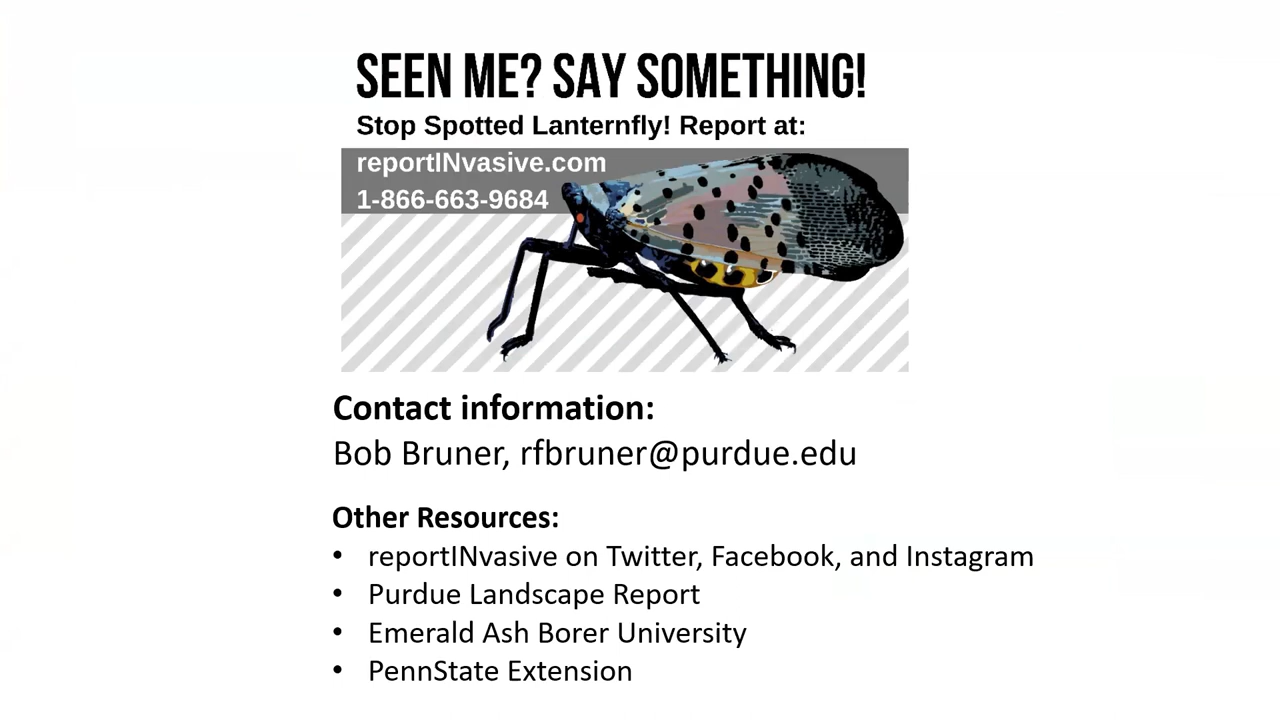 SEEN ME? SAY SOMETHING!
Stop Spotted Lanternfly! Report at:
reportINvasive.com
1-866-663-9684
Contact information:
Bob Bruner, rfbruner@purdue.edu
Other Resources:
• reportINvasive on Twitter, Facebook, and Instagram
• Purdue Landscape Report
• Emerald Ash Borer University
• PennState Extension